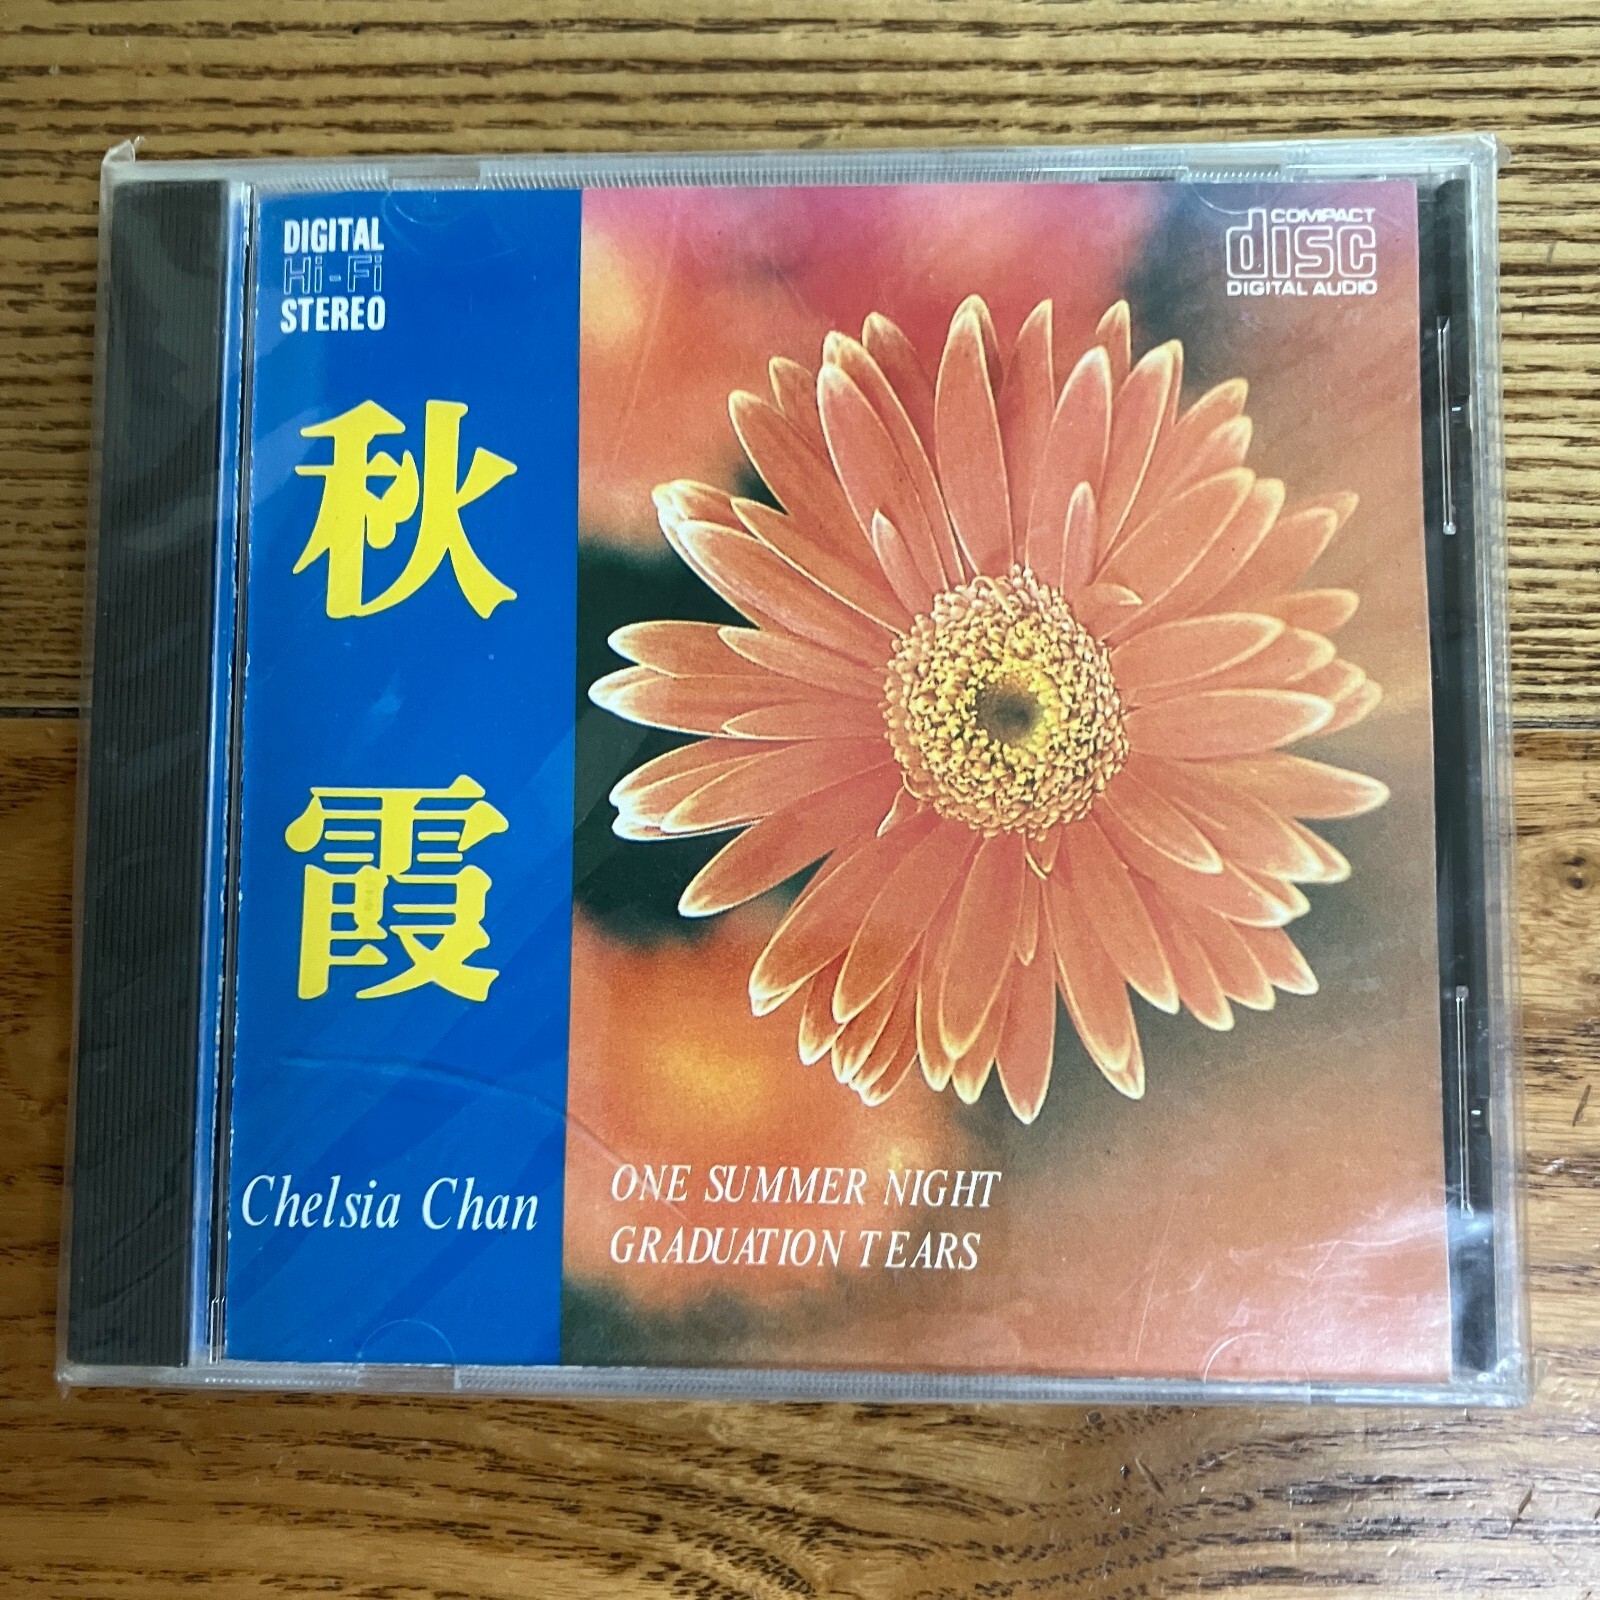 DIGITAL
Hi-Fi
STEREO
秋
霞
Chelsia Chan
COMPACT
disc
DIGITAL AUDIO
ONE SUMMER NIGHT
GRADUATION TEARS